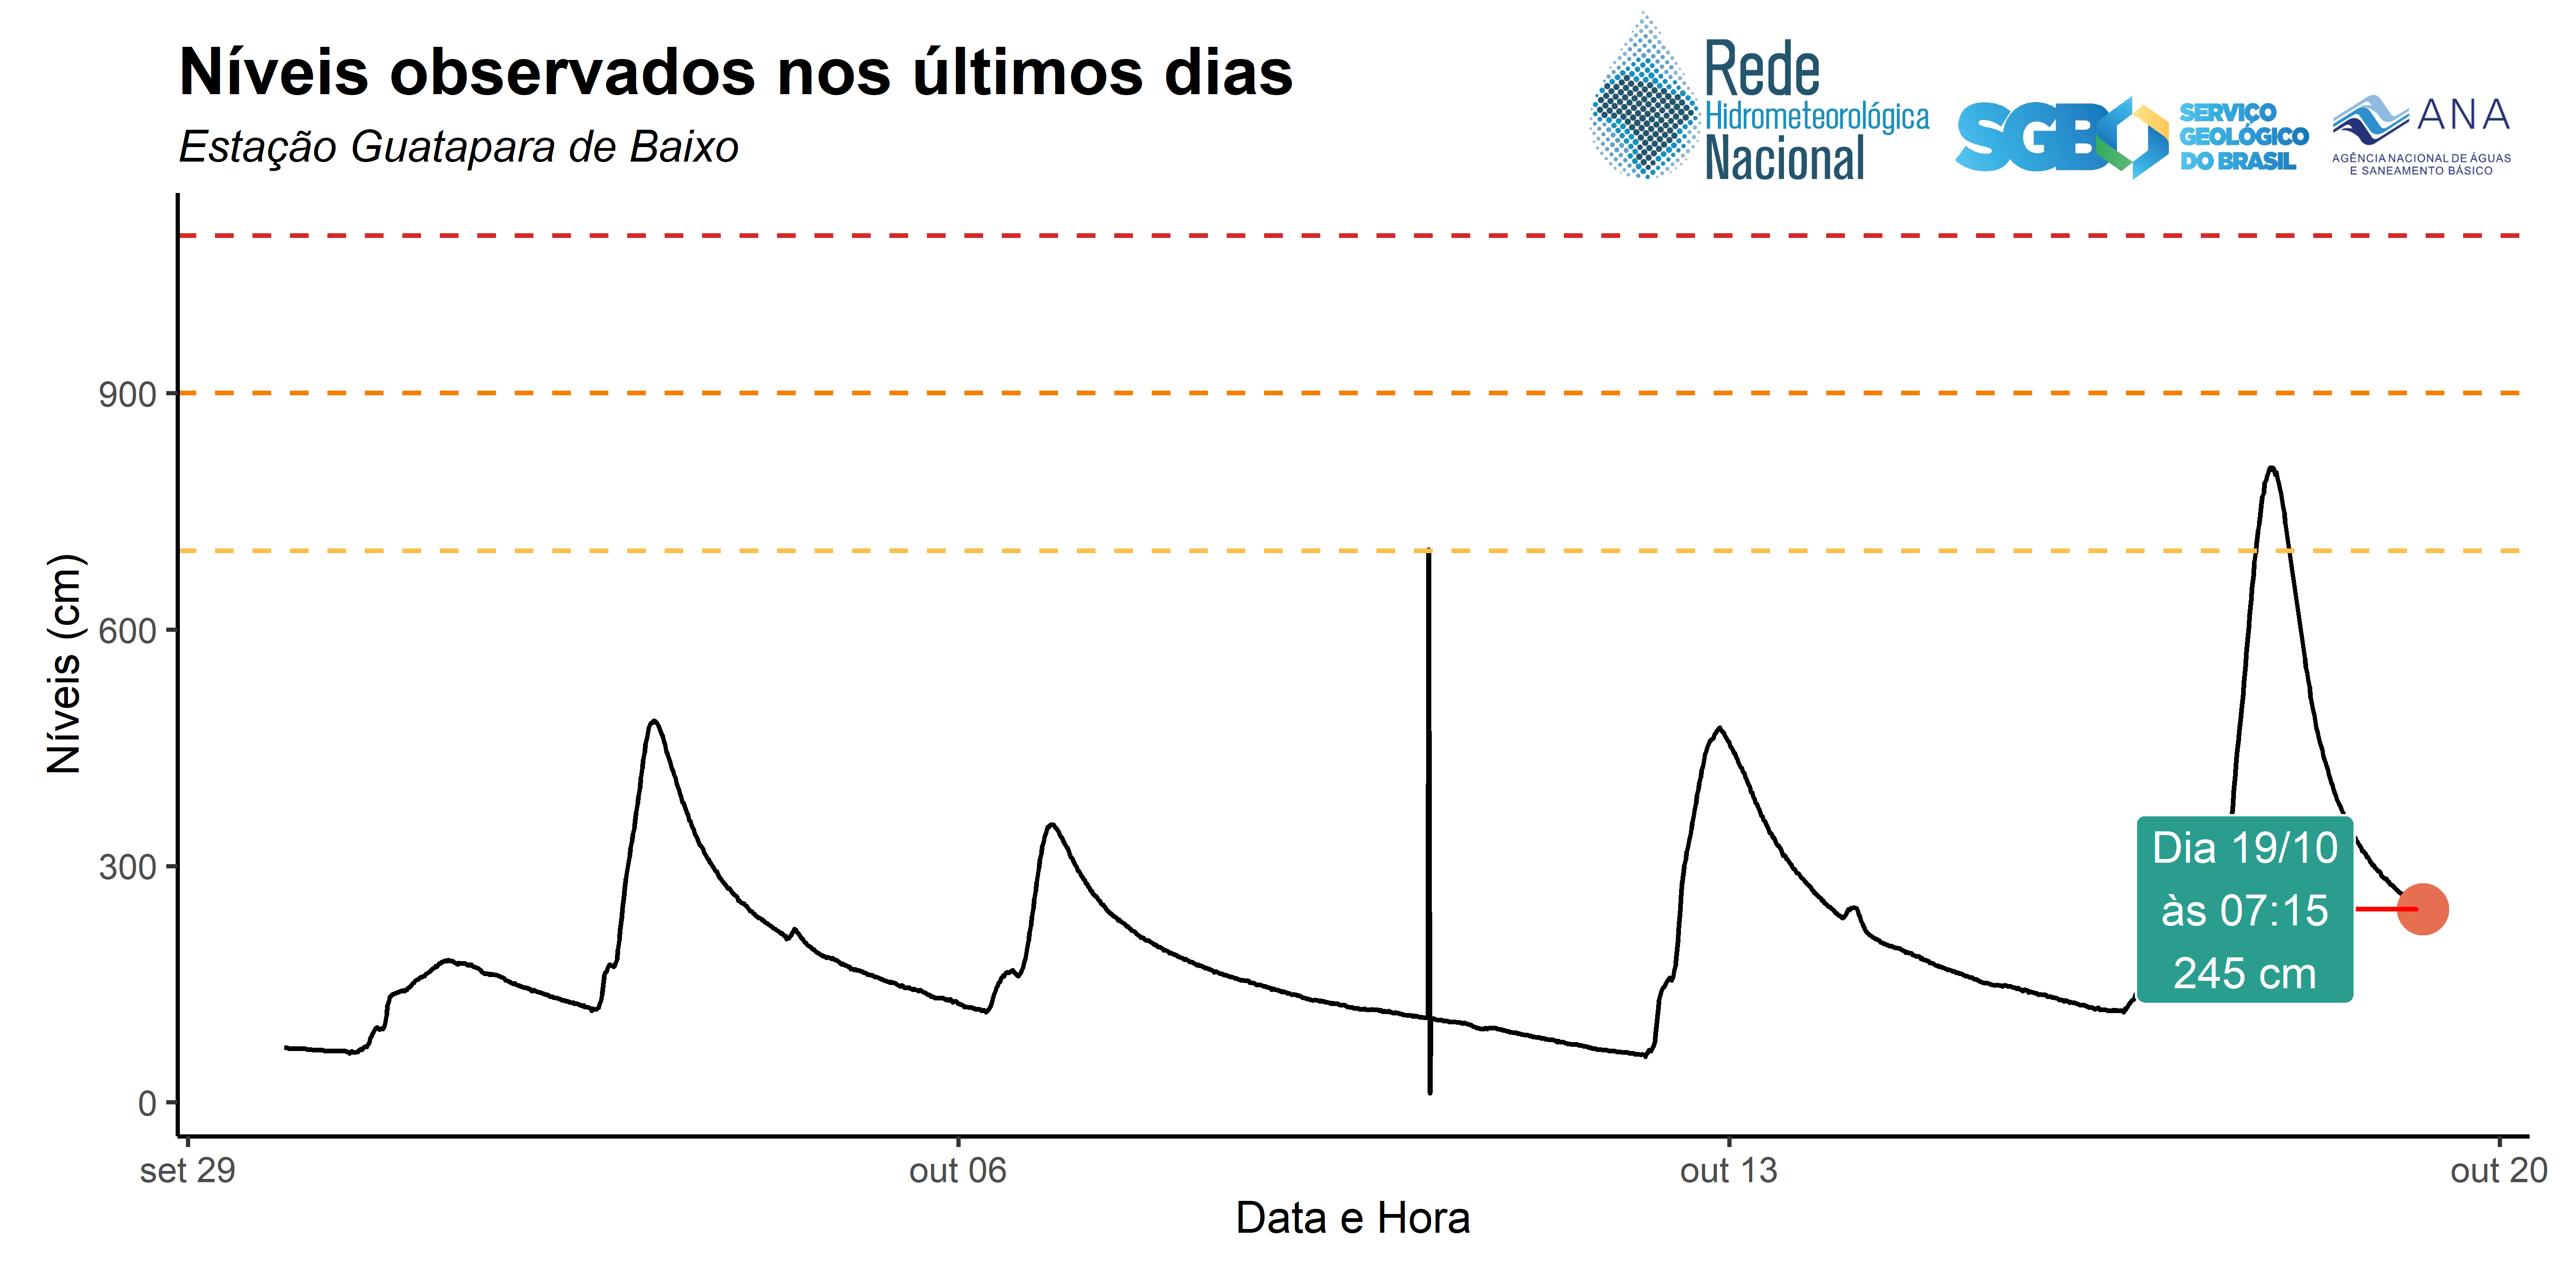 Níveis observados nos últimos dias
Estação Guatapara de Baixo
Rede
Hidrometeorológica
Nacional
SGB
SERVIÇO
GEOLÓGICO
DO BRASIL
ANA
AGÊNCIA NACIONAL DE ÁGUAS
E SANEAMENTO BÁSICO
Níveis (cm)
900
600
300
0
Dia 19/10
às 07:15
245 cm
set 29
out 06
out 13
out 20
Data e Hora